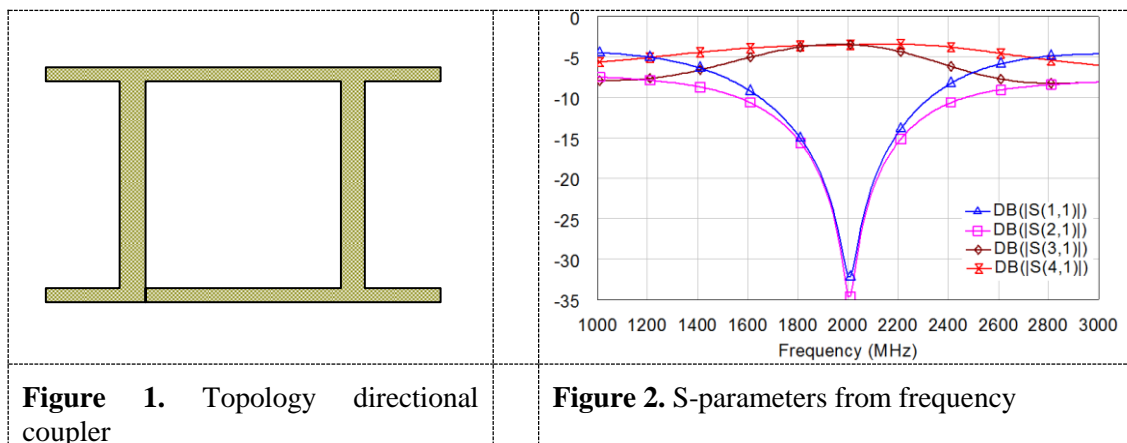 0
-5
-10
-15
-20
-25
-30
-35
DB(|S(1,1)|)
DB(|S(2,1)|)
DB(|S(3,1)|)
DB(|S(4,1)|)
1000 1200 1400 1600 1800 2000 2200 2400 2600 2800 3000
Frequency (MHz)
Figure 1. Topology directional
coupler
Figure 2. S-parameters from frequency